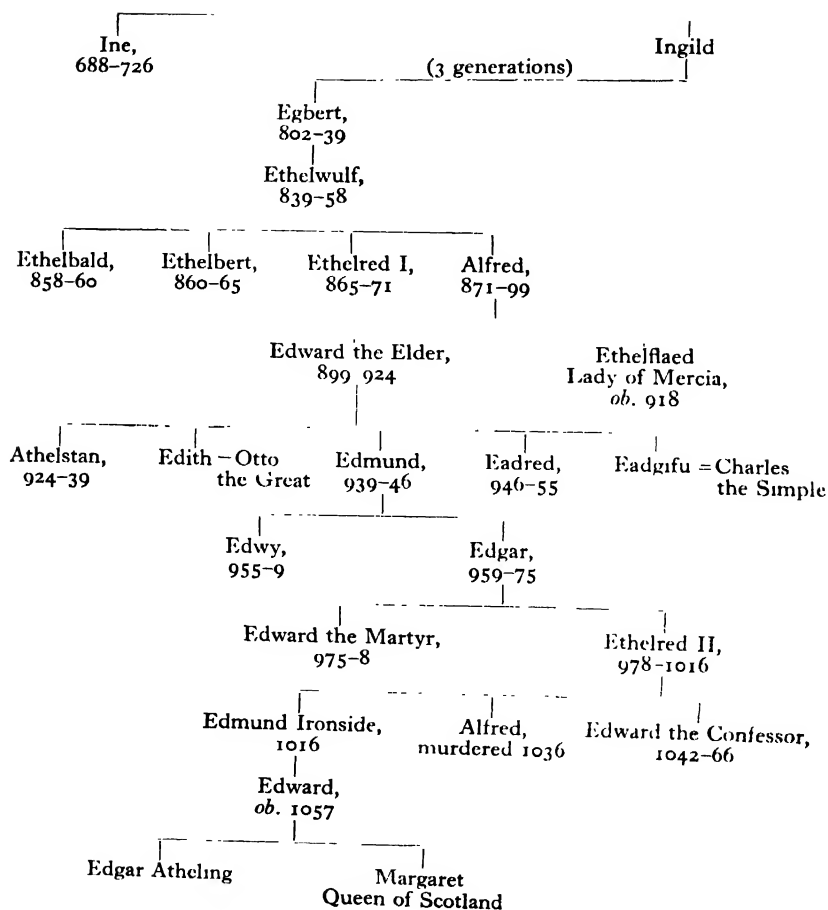 Ine,
688–726
Ingild
(3 generations)
Egbert,
802–39
Ethelwulf,
839–58
Ethelbald,
858–60
Ethelbert,
860–65
Ethelred I,
865–71
Alfred,
871–99
Edward the Elder,
899 924
Ethelflaed
Lady of Mercia,
ob. 918
Athelstan,
924–39
Edith – Otto
the Great
Edmund,
939–46
Eadred,
946–55
Eadgifu = Charles
the Simple
Edwy,
955–9
Edgar,
959–75
Edward the Martyr,
975–8
Ethelred II,
978–1016
Edmund Ironside,
1016
Alfred,
murdered 1036
Edward the Confessor,
1042–66
Edward,
ob. 1057
Edgar Atheling
Margaret
Queen of Scotland